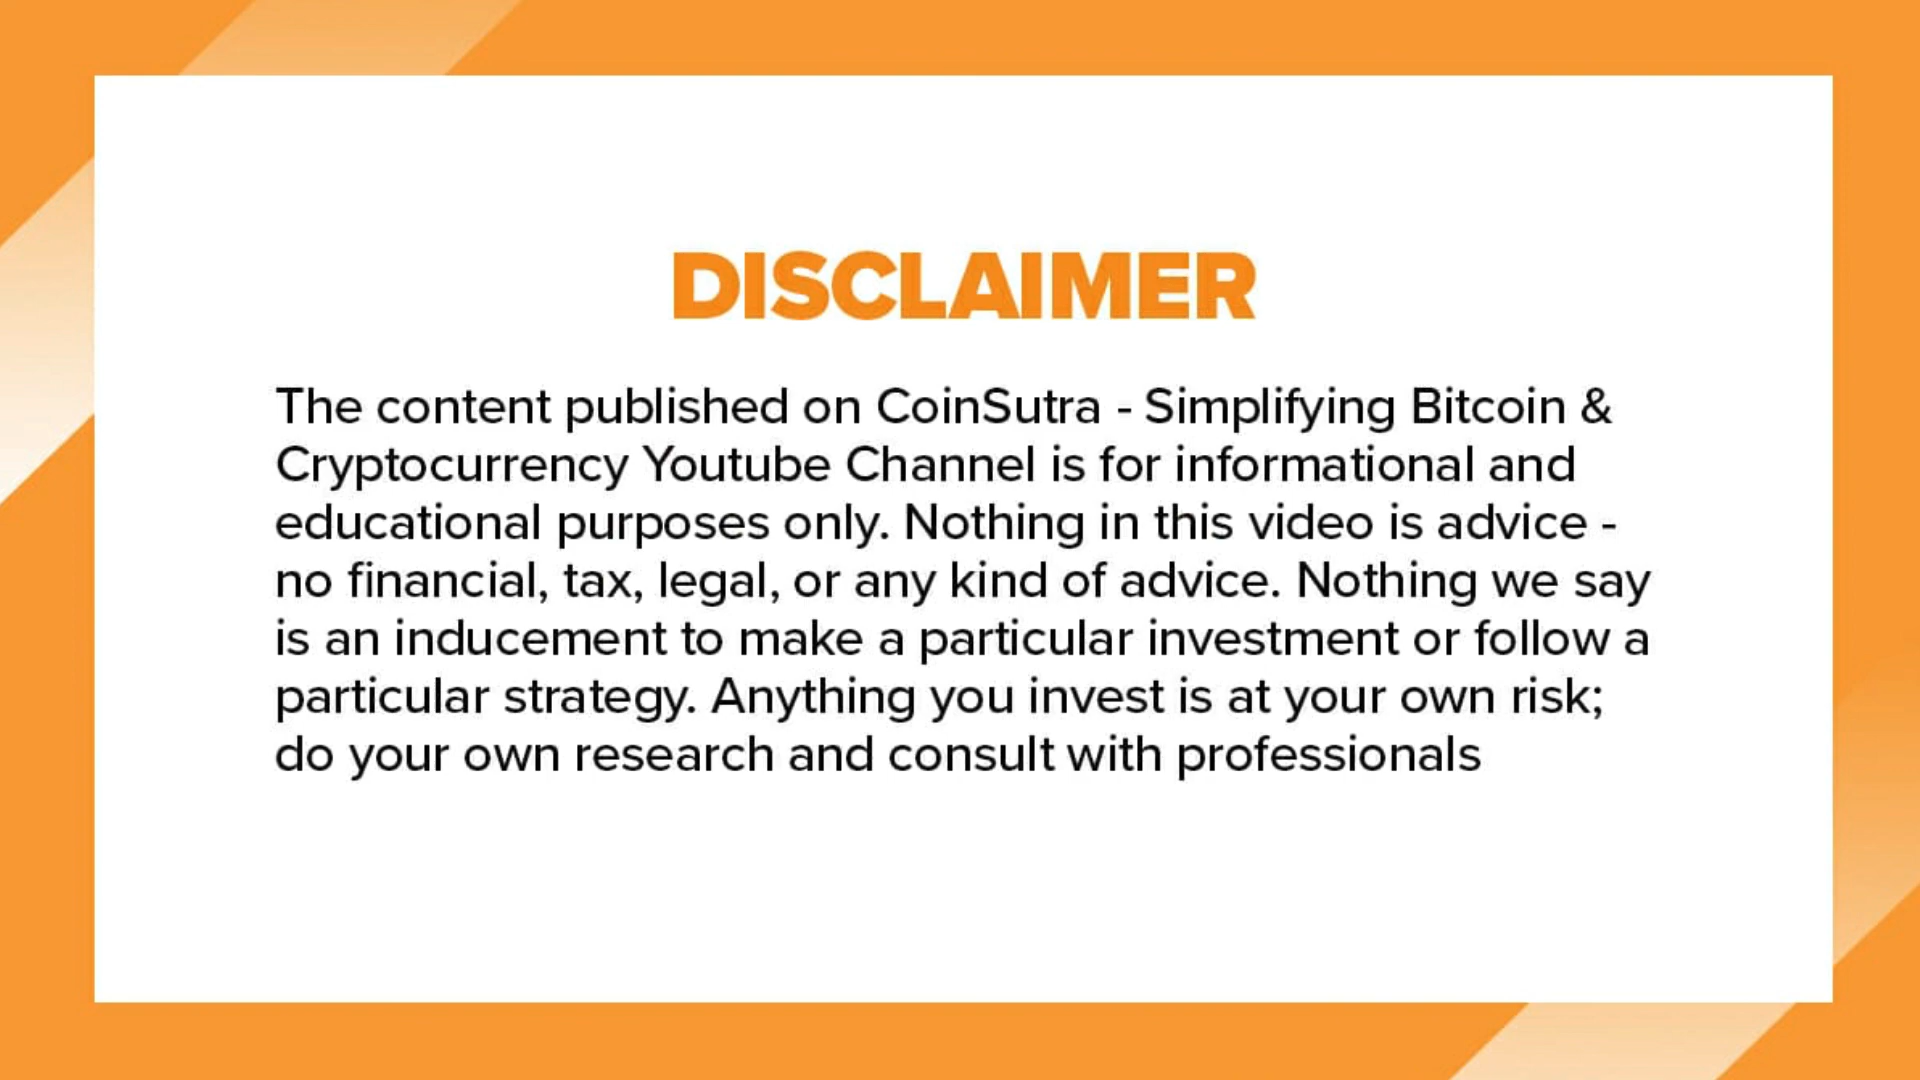 DISCLAIMER
The content published on CoinSutra - Simplifying Bitcoin &
Cryptocurrency Youtube Channel is for informational and
educational purposes only. Nothing in this video is advice -
no financial, tax, legal, or any kind of advice. Nothing we say
is an inducement to make a particular investment or follow a
particular strategy. Anything you invest is at your own risk;
do your own research and consult with professionals